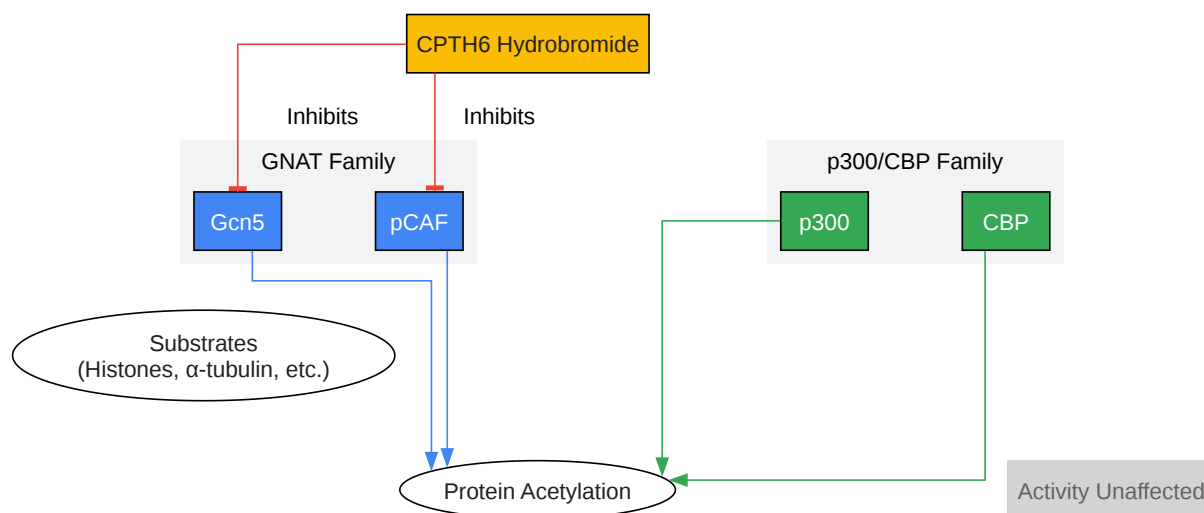 CPTH6 Hydrobromide
Inhibits
Inhibits
GNAT Family
p300/CBP Family
Gcn5
pCAF
p300
CBP
Substrates
(Histones, α-tubulin, etc.)
Protein Acetylation
Activity Unaffected